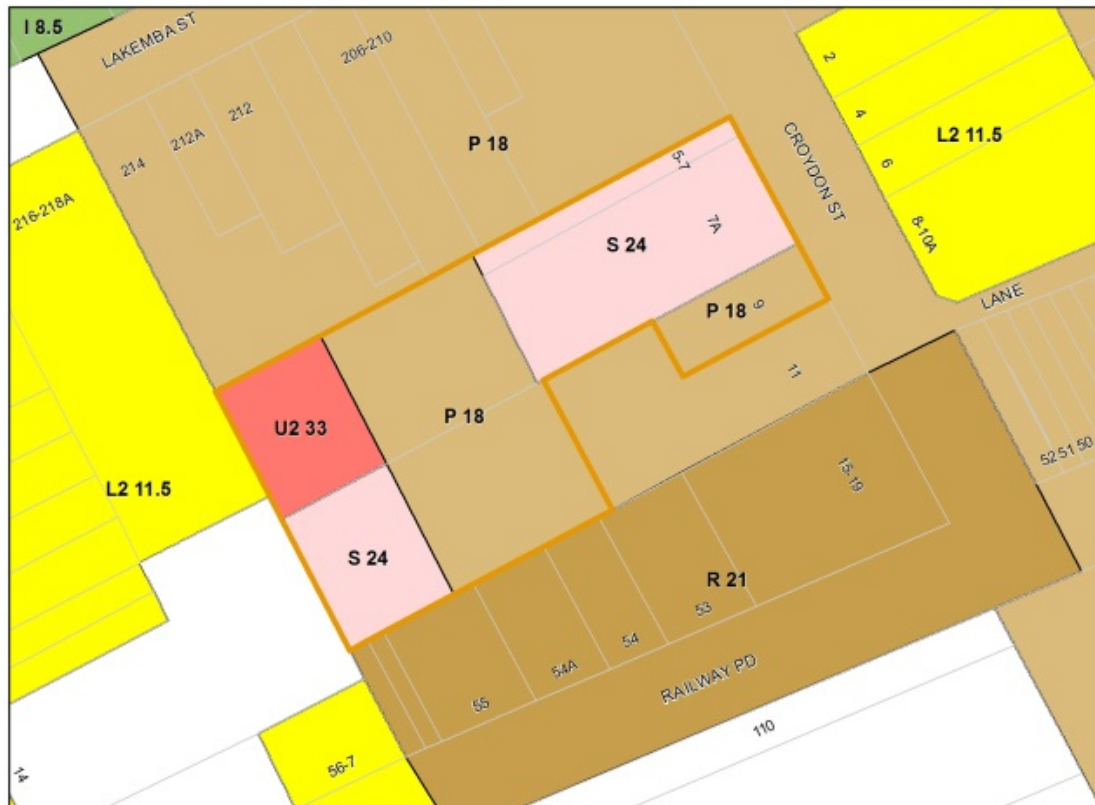 I 8.5
LAKEMBA ST
206-210
212
212A
214
216-218A
P 18
5-7
7A
S 24
CROYDON ST
2
4
6
8-10A
L2 11.5
LANE
P 18
9
11
U2 33
P 18
L2 11.5
S 24
15-19
52
51
50
R 21
53
54
54A
55
RAILWAY PD
110
56-7
14